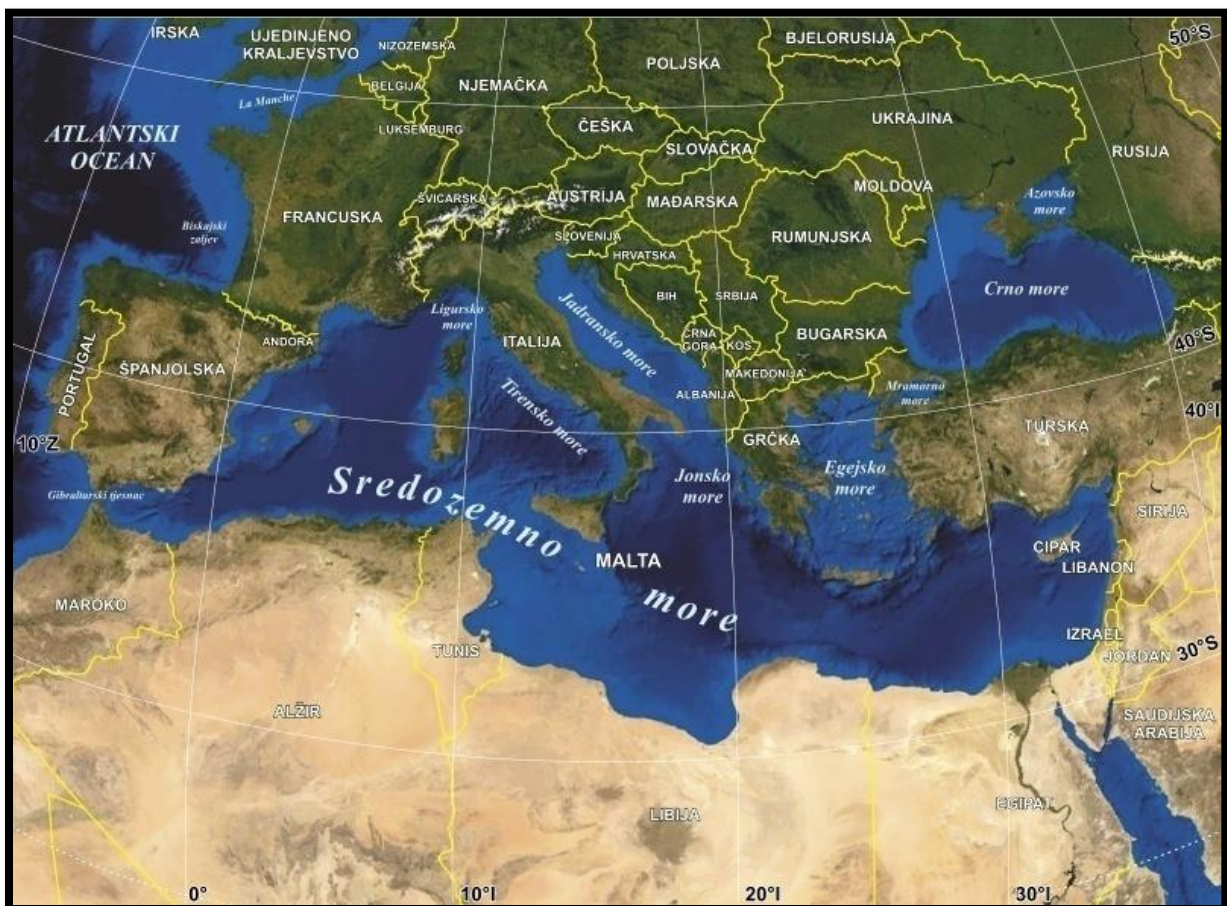 IRSKA
UJEDINJENO
KRALJEVSTVO
NIZOZEMSKA
BJELORUSIJA
50°S
POLJSKA
BELGIJA
NJEMAČKA
La Manche
UKRAJINA
ATLANTSKI
OCEAN
LUKSEMBURG
ČEŠKA
SLOVAČKA
RUSIJA
ŠVICARSKA
AUSTRIJA
MAĐARSKA
MOLDOVA
Azovsko
more
FRANCUSKA
Biskajski
zaljev
SLOVENIJA
HRVATSKA
RUMUNJSKA
BIH
SRBIJA
Crno more
Ligursko
more
Jadransko more
ANDORA
ITALIJA
CRNA
GORA
KOS.
BUGARSKA
40°S
PORTUGAL
ŠPANJOLSKA
MAKEDONIJA
ALBANIJA
Mramorno
more
Tirensko more
40°I
10°Z
GRČKA
TURSKA
Jonsko
more
Egejsko
more
Gibraltarski tjesnac
Sredozemno
more
SIRIJA
MALTA
CIPAR
LIBANON
MAROKO
IZRAEL
TUNIS
JORDAN
30°S
ALŽIR
SAUDIJSKA
ARABIJA
LIBIJA
EGIPAT
0°
10°I
20°I
30°I